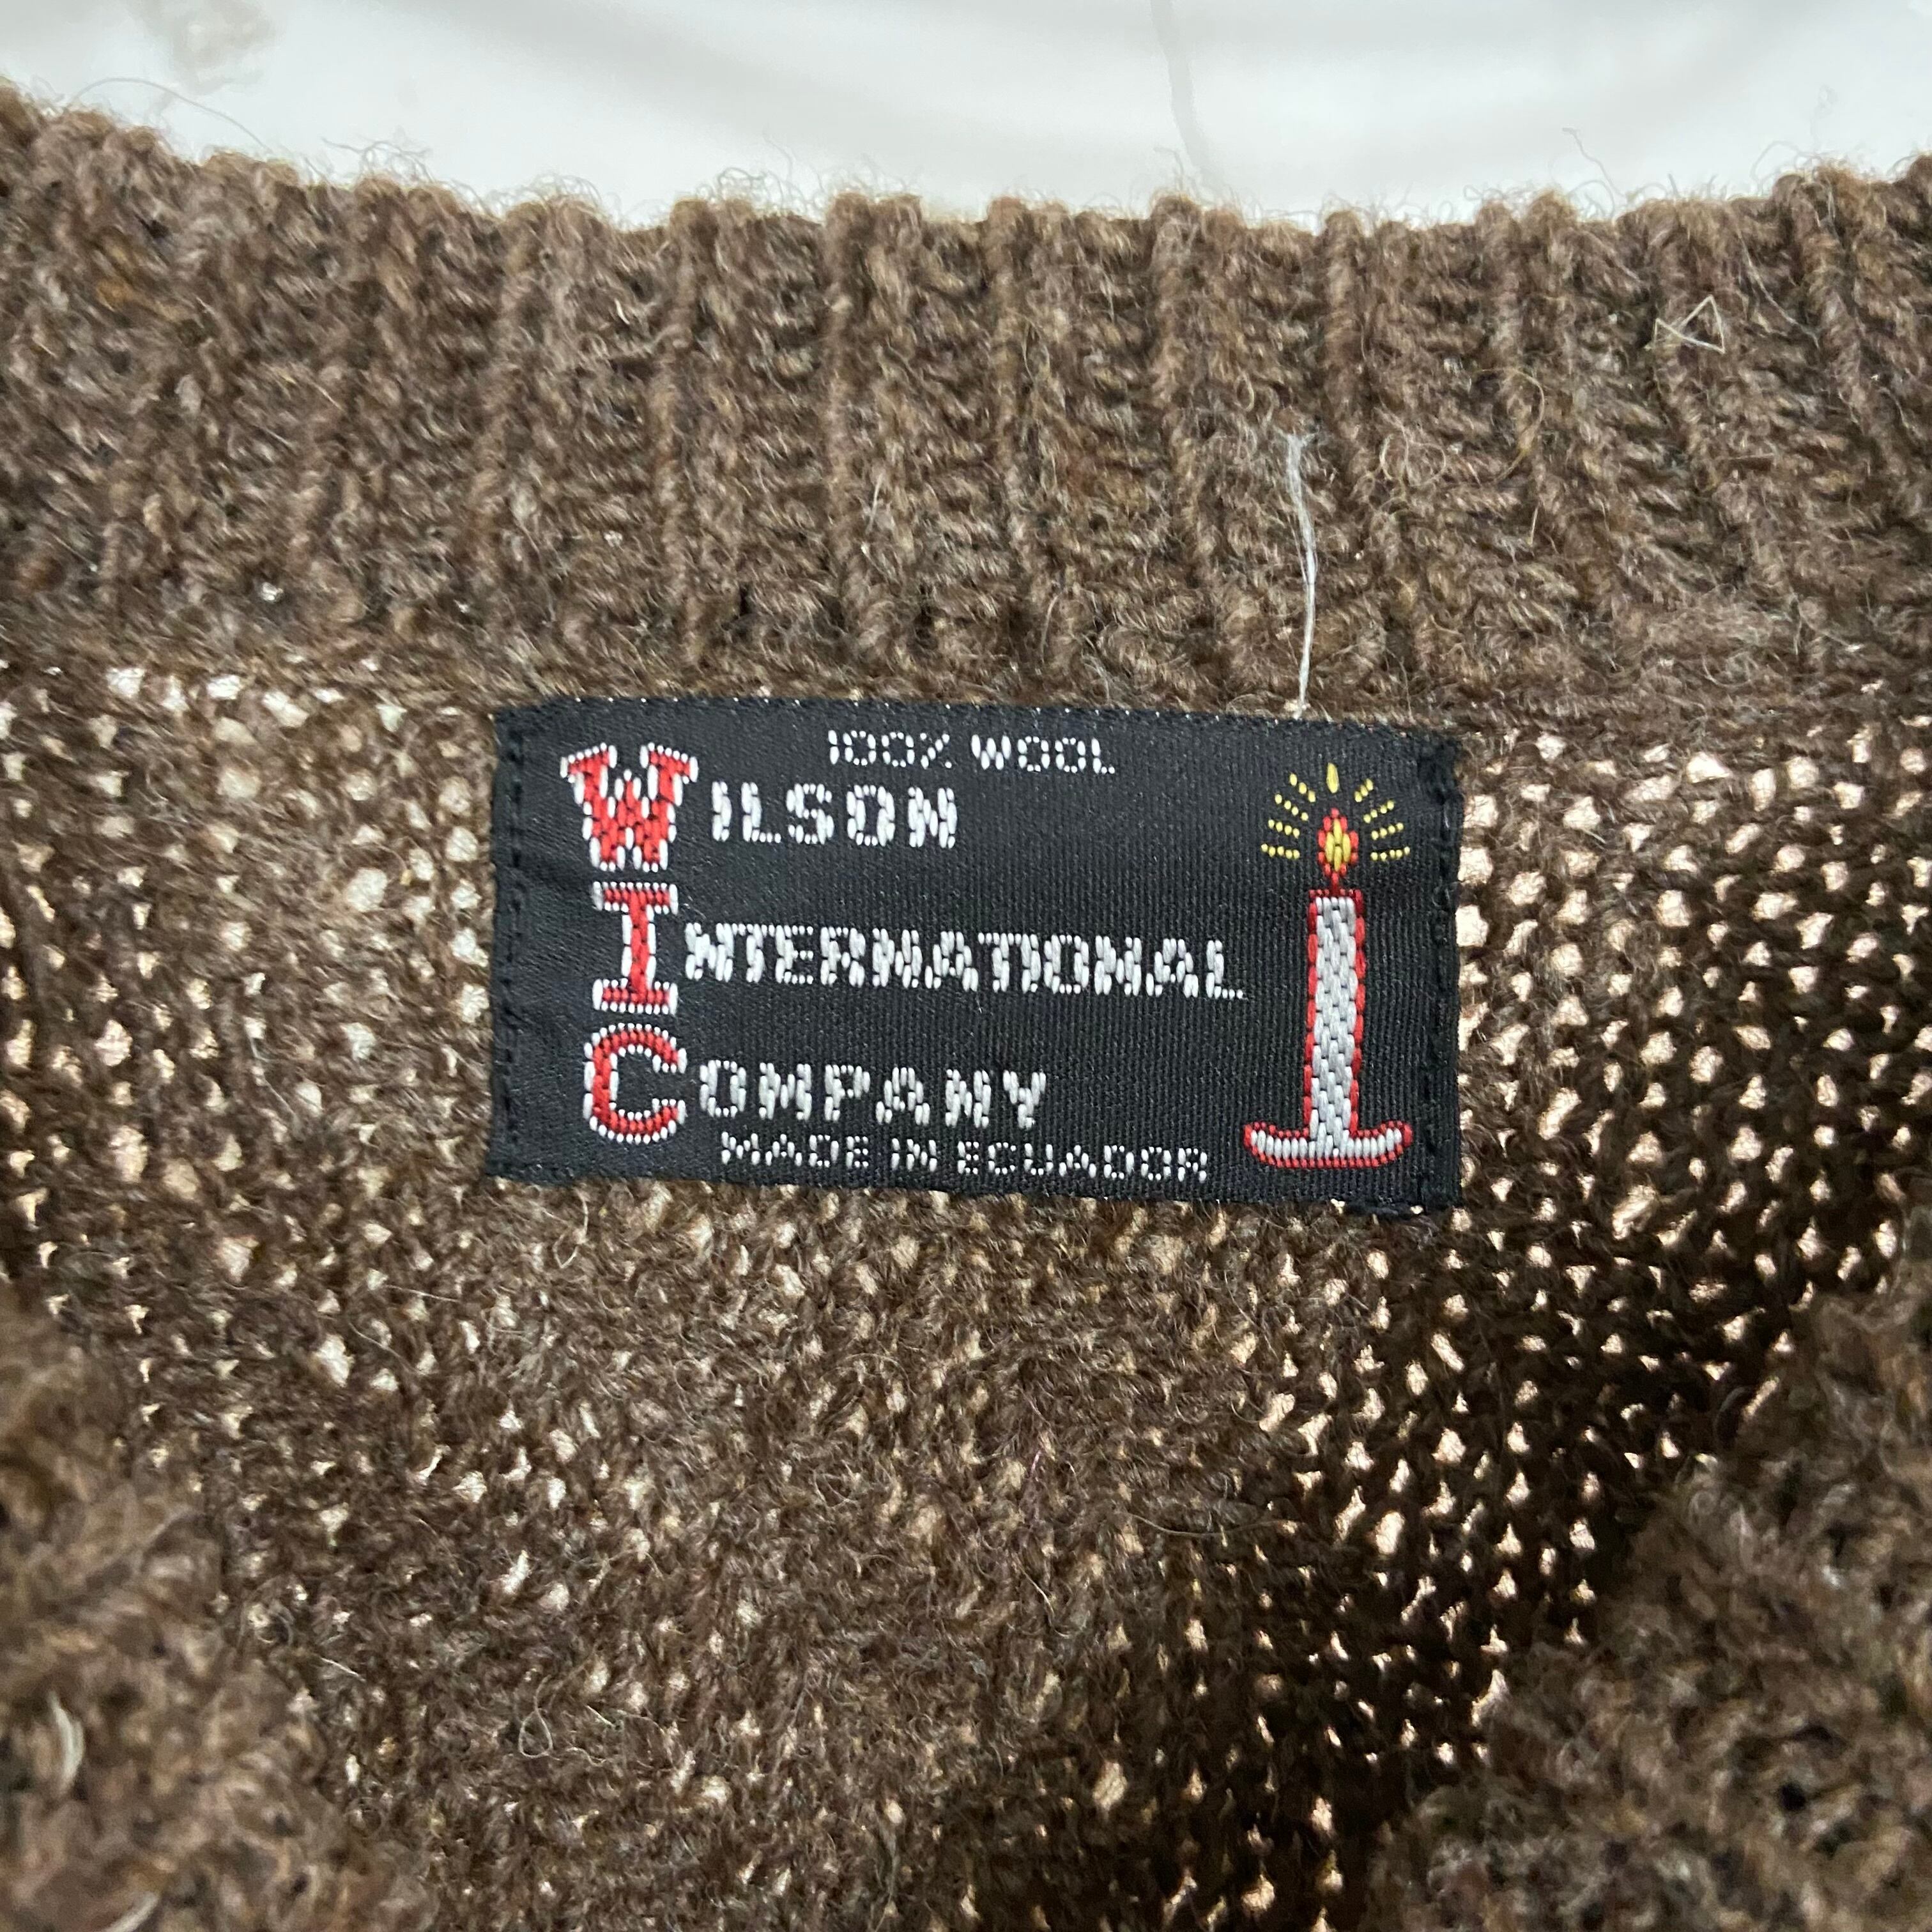 100% WOOL
WILSON
INTERNATIONAL
COMPANY
MADE IN ECUADOR